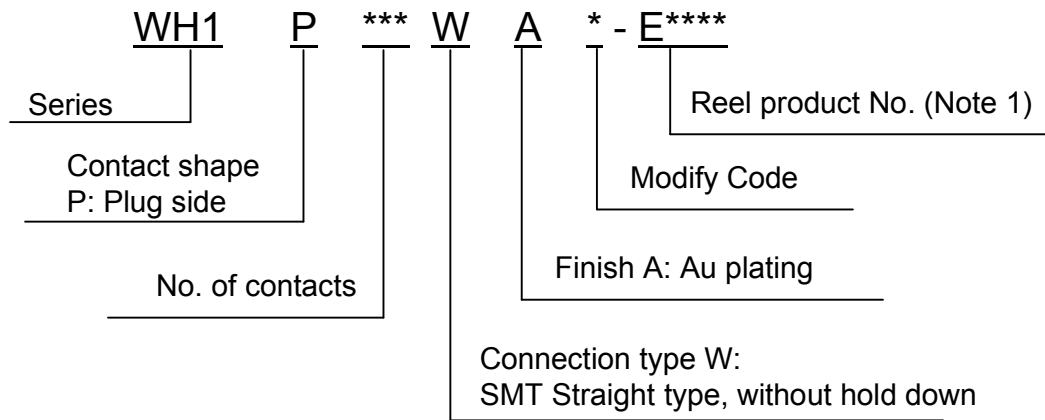 WH1 P *** W A * - E****
Series
Reel product No. (Note 1)
Contact shape
P: Plug side
Modify Code
No. of contacts
Finish A: Au plating
Connection type W:
SMT Straight type, without hold down